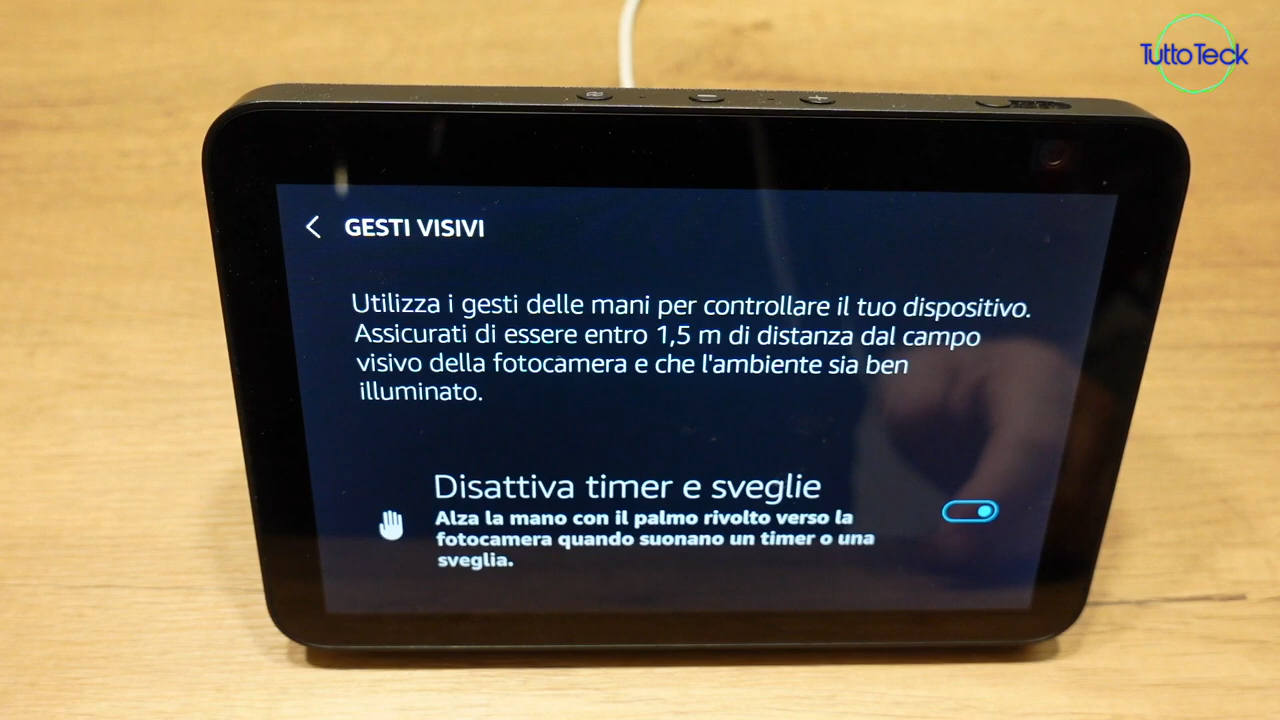 TuttoTeck
GESTI VISIVI
Utilizza i gesti delle mani per controllare il tuo dispositivo.
Assicurati di essere entro 1,5 m di distanza dal campo
visivo della fotocamera e che l'ambiente sia ben
illuminato.
Disattiva timer e sveglie
Alza la mano con il palmo rivolto verso la
fotocamera quando suonano un timer o una
sveglia.